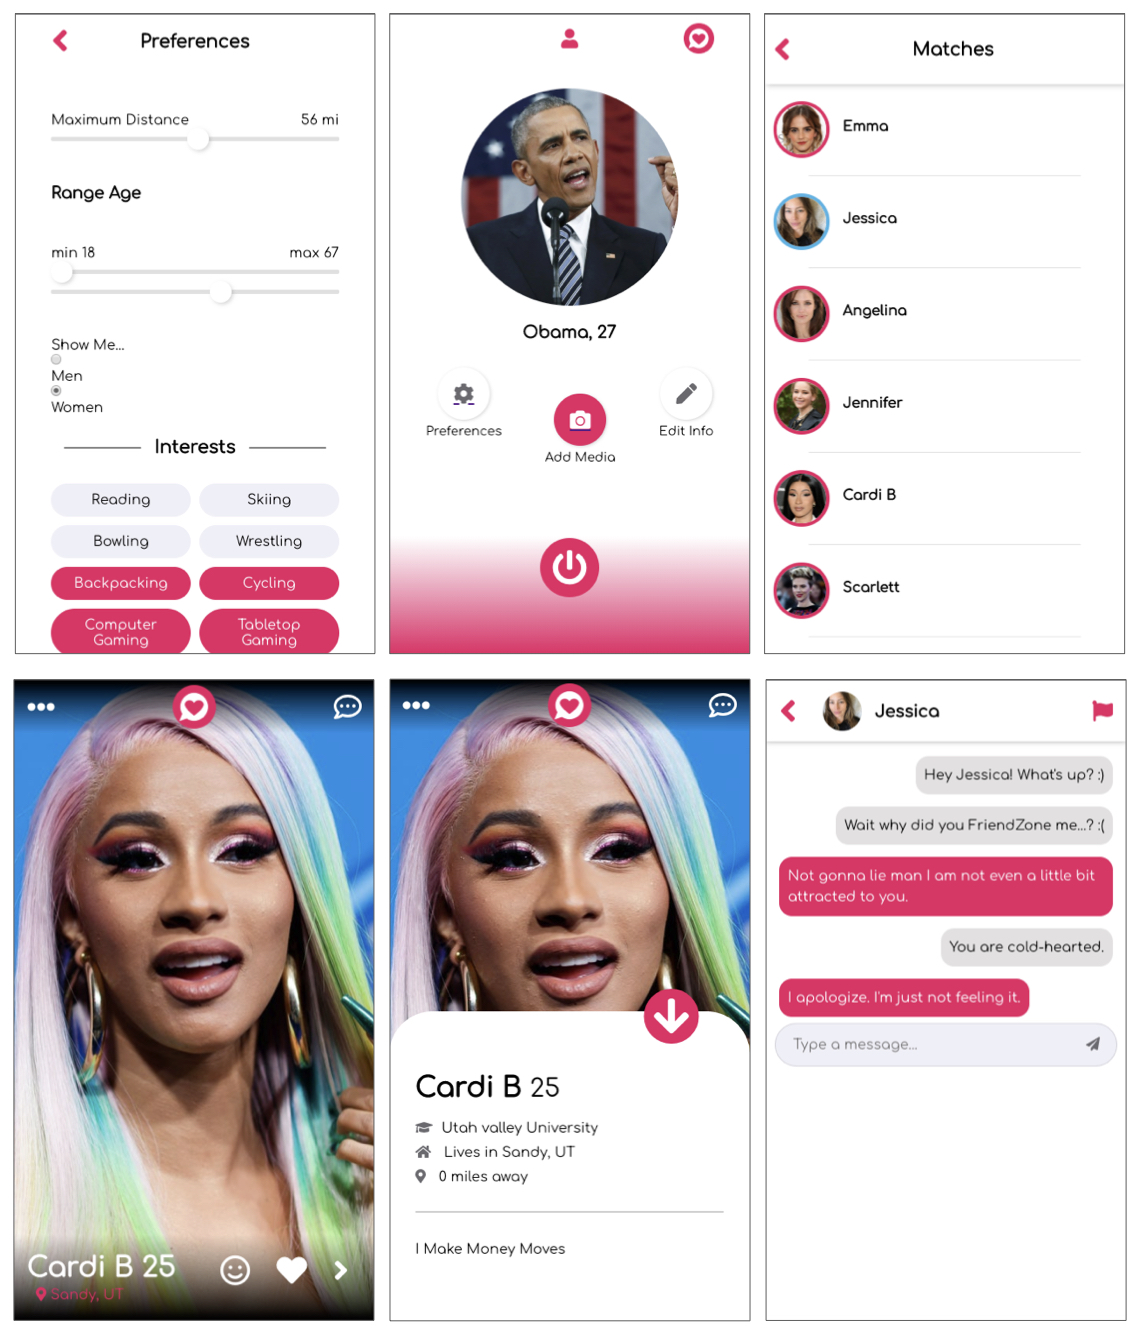 Preferences
Maximum Distance 56 mi
Range Age
min 18 max 67
Show Me...
Men
Women
Interests
Reading Skiing
Bowling Wrestling
Backpacking Cycling
Computer
Gaming
Tabletop
Gaming
Obama, 27
Preferences
Add Media
Edit Info
Matches
Emma
Jessica
Angelina
Jennifer
Cardi B
Scarlett
Cardi B 25
Sandy, UT
Cardi B 25
Utah valley University
Lives in Sandy, UT
0 miles away
I Make Money Moves
Jessica
Hey Jessica! What's up? :)
Wait why did you FriendZone me...? :(
Not gonna lie man I am not even a little bit
attracted to you.
You are cold-hearted.
I apologize. I'm just not feeling it.
Type a message...